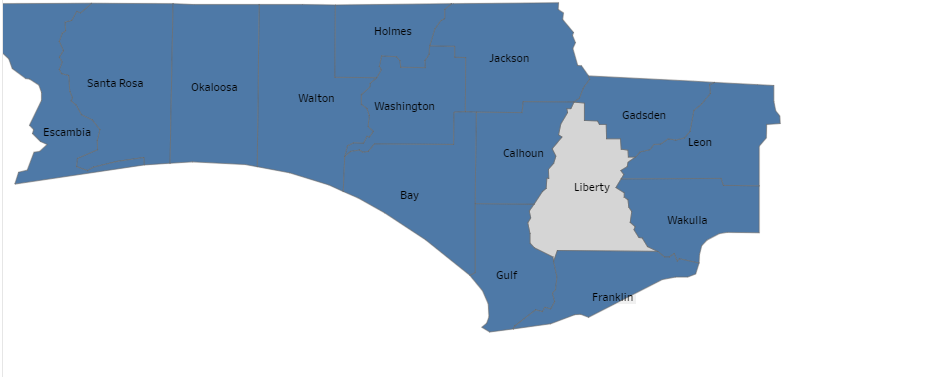 Holmes
Jackson
Santa Rosa
Okaloosa
Walton
Washington
Gadsden
Escambia
Leon
Calhoun
Liberty
Bay
Wakulla
Gulf
Franklin